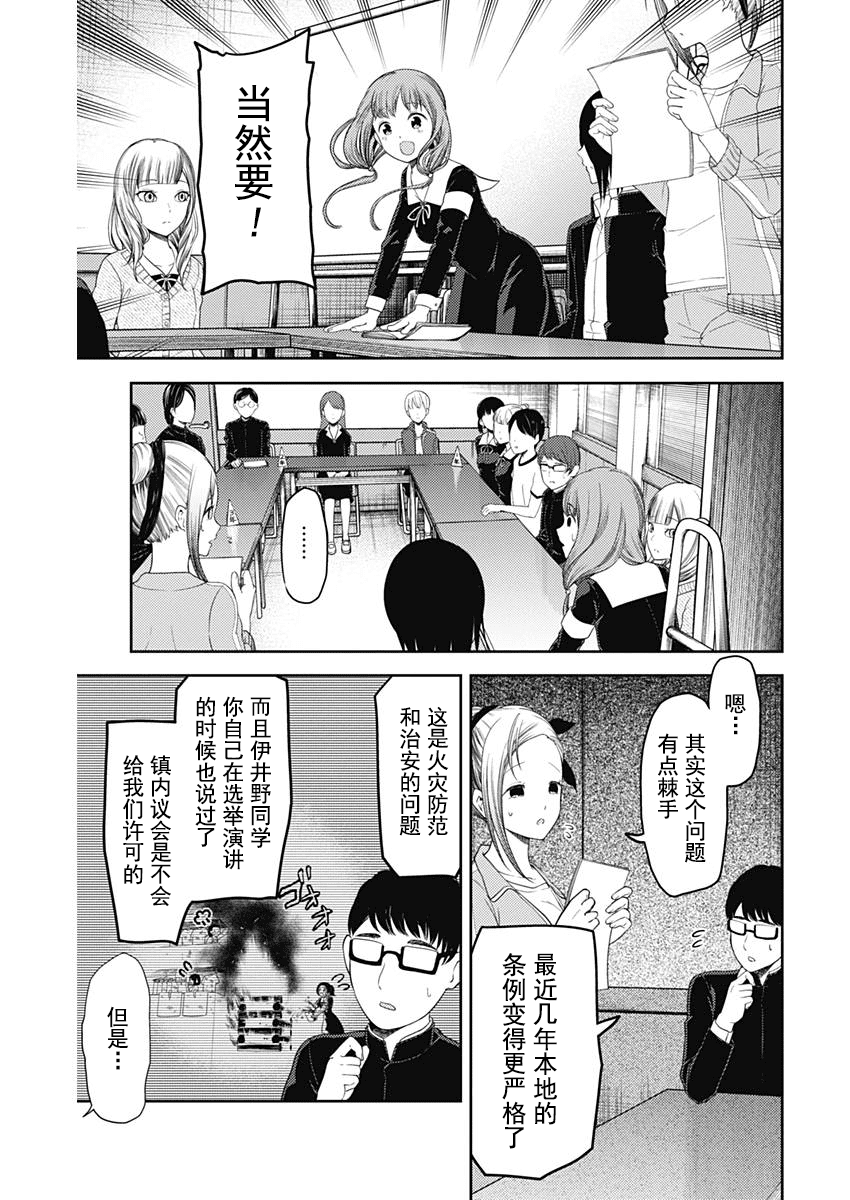 当然要！
……
嗯…
其实这个问题
有点棘手
最近几年本地的
条例变得更严格了
这是火灾防范
和治安的问题
而且伊井野同学
你自己在选举演讲
的时候也说过了
镇内议会是不会
给我们许可的
ゴォォォ
但是…